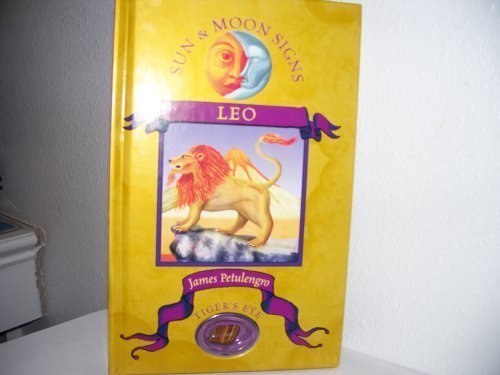 SUN & MOON SIGNS
LEO
James Petulengro
TIGER'S EYE